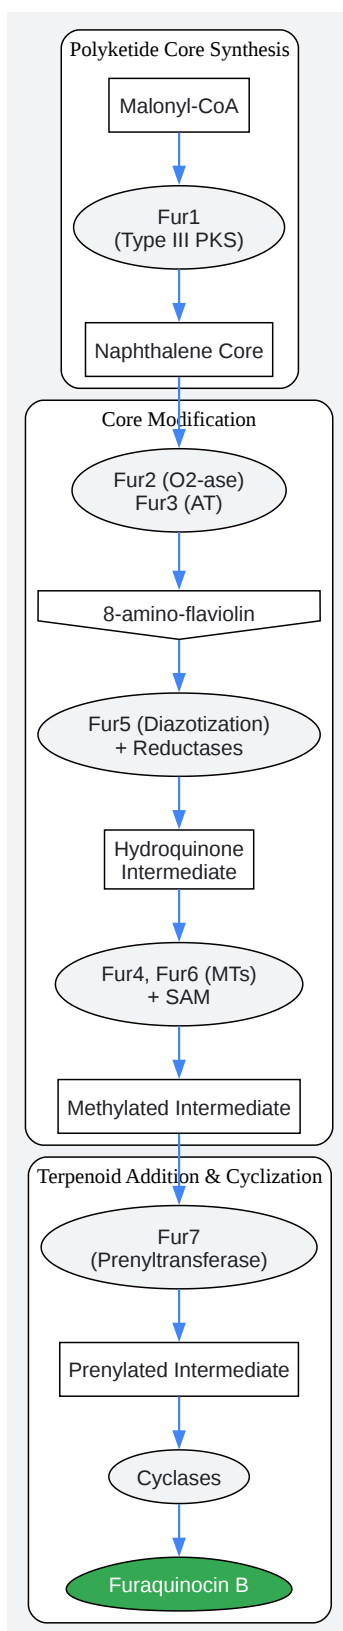 Polyketide Core Synthesis
Malonyl-CoA
Fur1
(Type III PKS)
Naphthalene Core
Core Modification
Fur2 (O2-ase)
Fur3 (AT)
8-amino-flaviolin
Fur5 (Diazotization)
+ Reductases
Hydroquinone
Intermediate
Fur4, Fur6 (MTs)
+ SAM
Methylated Intermediate
Terpenoid Addition & Cyclization
Fur7
(Prenyltransferase)
Prenylated Intermediate
Cyclases
Furaquinocin B